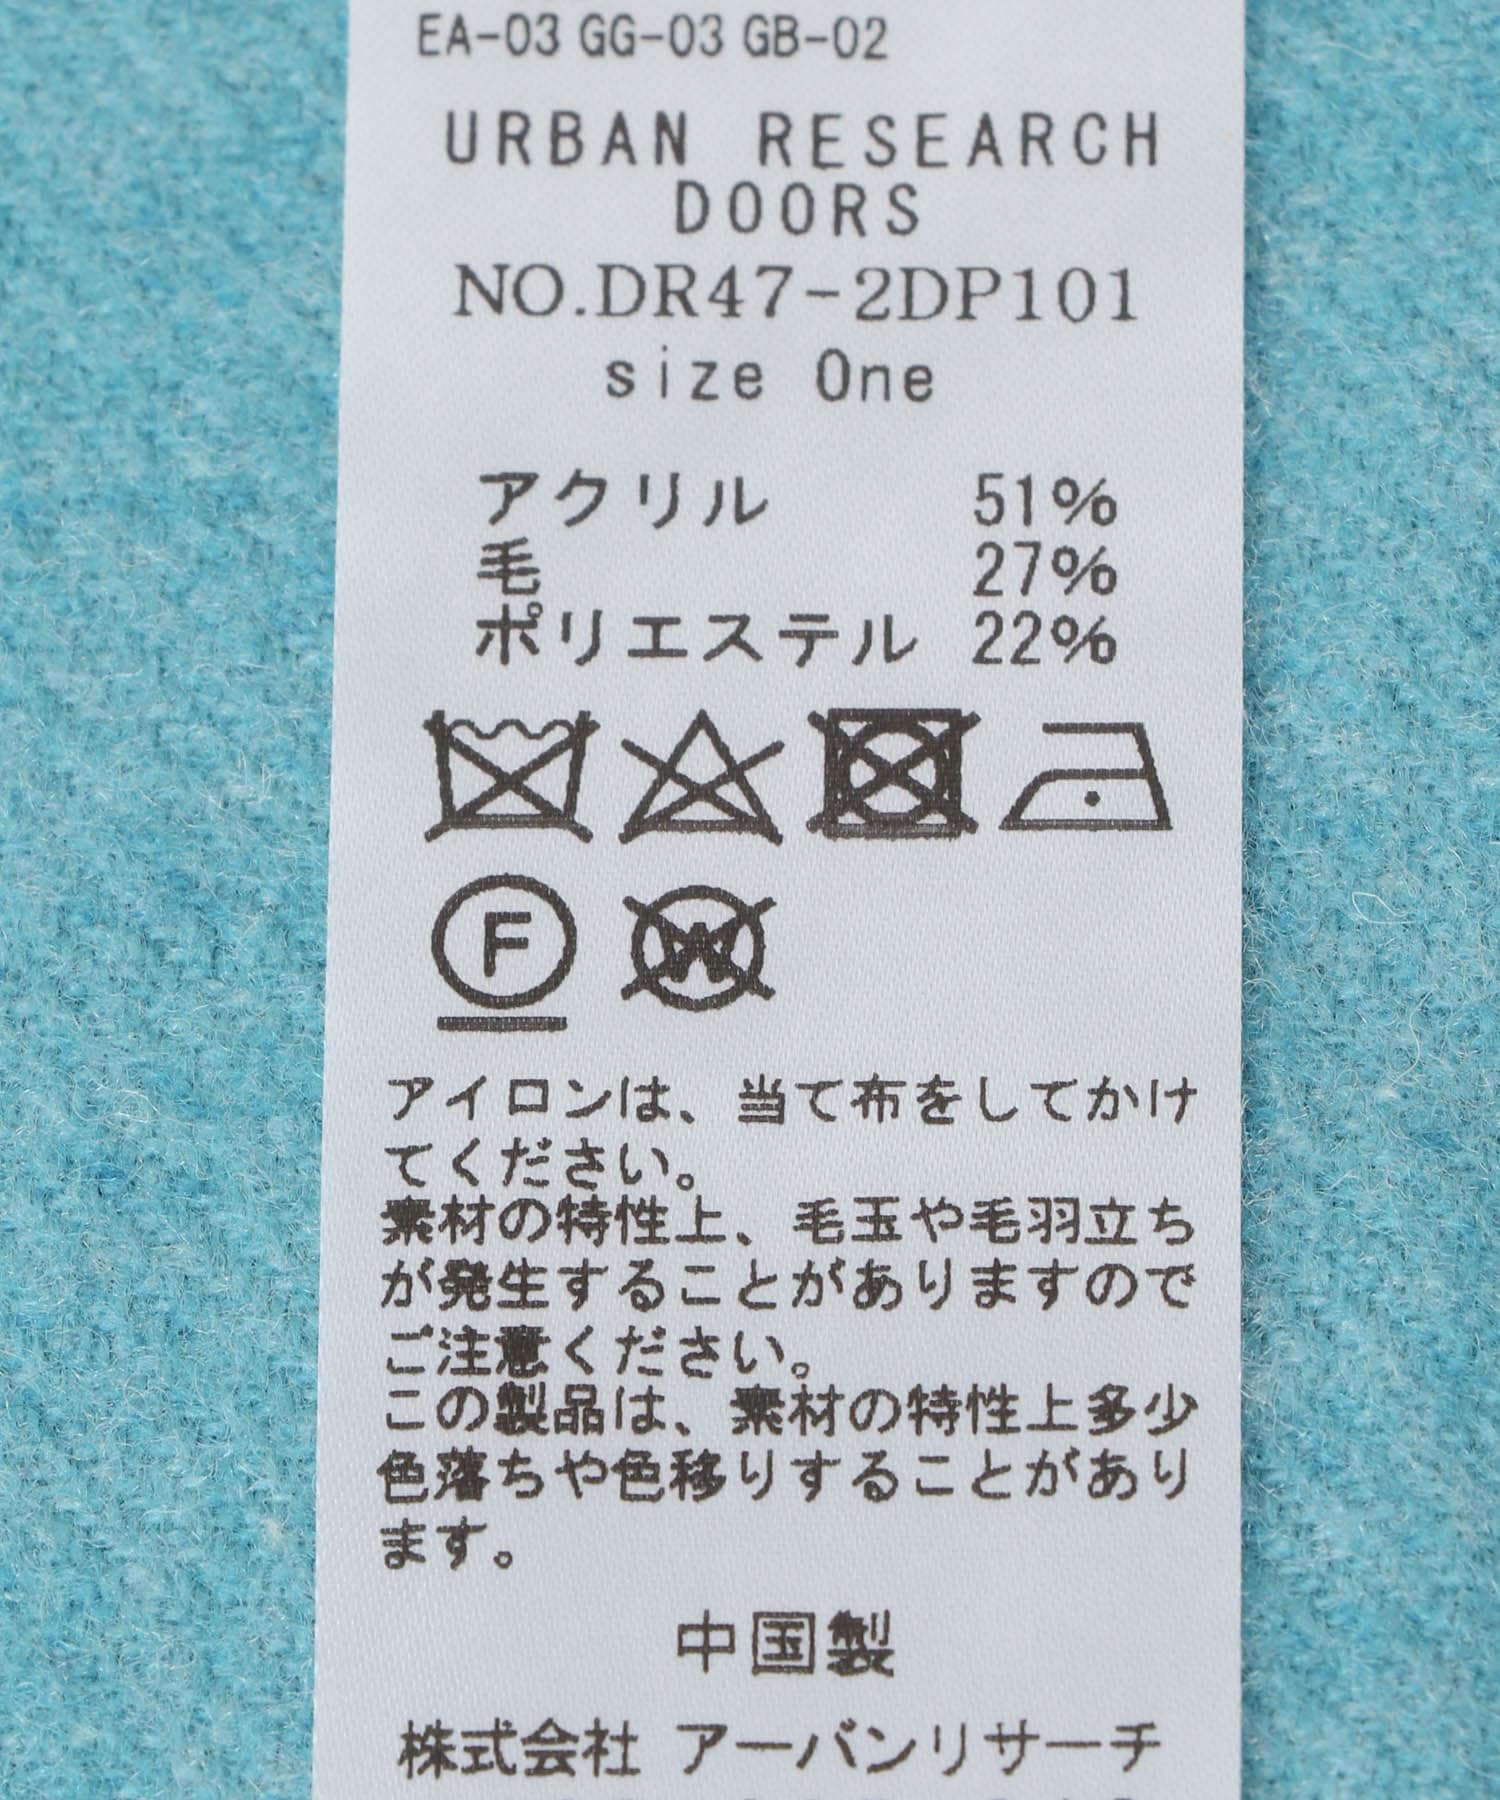 EA-03 GG-03 GB-02
URBAN RESEARCH
DOORS
NO.DR47-2DP101
size One
アクリル 51%
毛 27%
ポリエステル 22%
F W
アイロンは、当て布をしてかけ
てください。
素材の特性上、毛玉や毛羽立ち
が発生することがありますので
ご注意ください。
この製品は、素材の特性上多少
色落ちや色移りすることがあり
ます。
中国製
株式会社 アーバンリサーチ